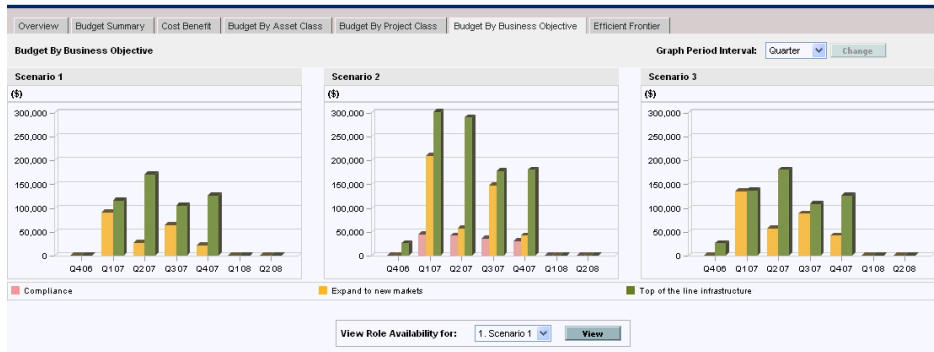 Overview Budget Summary Cost Benefit Budget By Asset Class Budget By Project Class Budget By Business Objective Efficient Frontier
Budget By Business Objective Graph Period Interval: Quarter Change
Scenario 1 Scenario 2 Scenario 3
($) ($) ($)
300,000 300,000 300,000
250,000 250,000 250,000
200,000 200,000 200,000
150,000 150,000 150,000
100,000 100,000 100,000
50,000 50,000 50,000
0 0 0
Q4 06 Q1 07 Q2 07 Q3 07 Q4 07 Q1 08 Q2 08 Q4 06 Q1 07 Q2 07 Q3 07 Q4 07 Q1 08 Q2 08 Q4 06 Q1 07 Q2 07 Q3 07 Q4 07 Q1 08 Q2 08
Compliance Expand to new markets Top of the line infrastructure
View Role Availability for: 1. Scenario 1 View